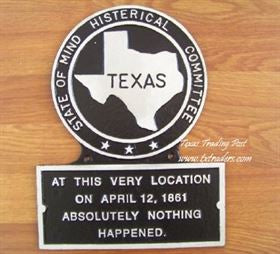 STATE OF MIND HISTERICAL COMMITTEE
TEXAS
Texas Trading Post
www.txtraders.com
AT THIS VERY LOCATION
ON APRIL 12, 1861
ABSOLUTELY NOTHING
HAPPENED.